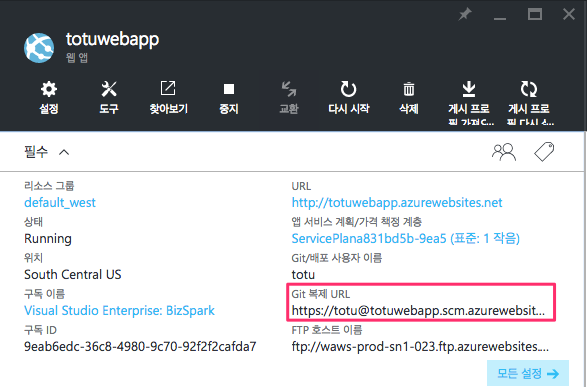 totuwebapp
웹 앱
설정
도구
찾아보기
중지
교환
다시 시작
삭제
게시 프로
게시 프로
필 다시 설...
필수
리소스 그룹
default_west
상태
Running
위치
South Central US
구독 이름
Visual Studio Enterprise: BizSpark
구독 ID
9eab6edc-36c8-4980-9c70-92f2f2cafda7
URL
http://totuwebapp.azurewebsites.net
앱 서비스 계획/가격 책정 계층
ServicePlana831bd5b-9ea5 (표준: 1 작음)
Git/배포 사용자 이름
totu
Git 복제 URL
https://totu@totuwebapp.scm.azurewebsit...
FTP 호스트 이름
ftp://waws-prod-sn1-023.ftp.azurewebsites....
모든 설정 →